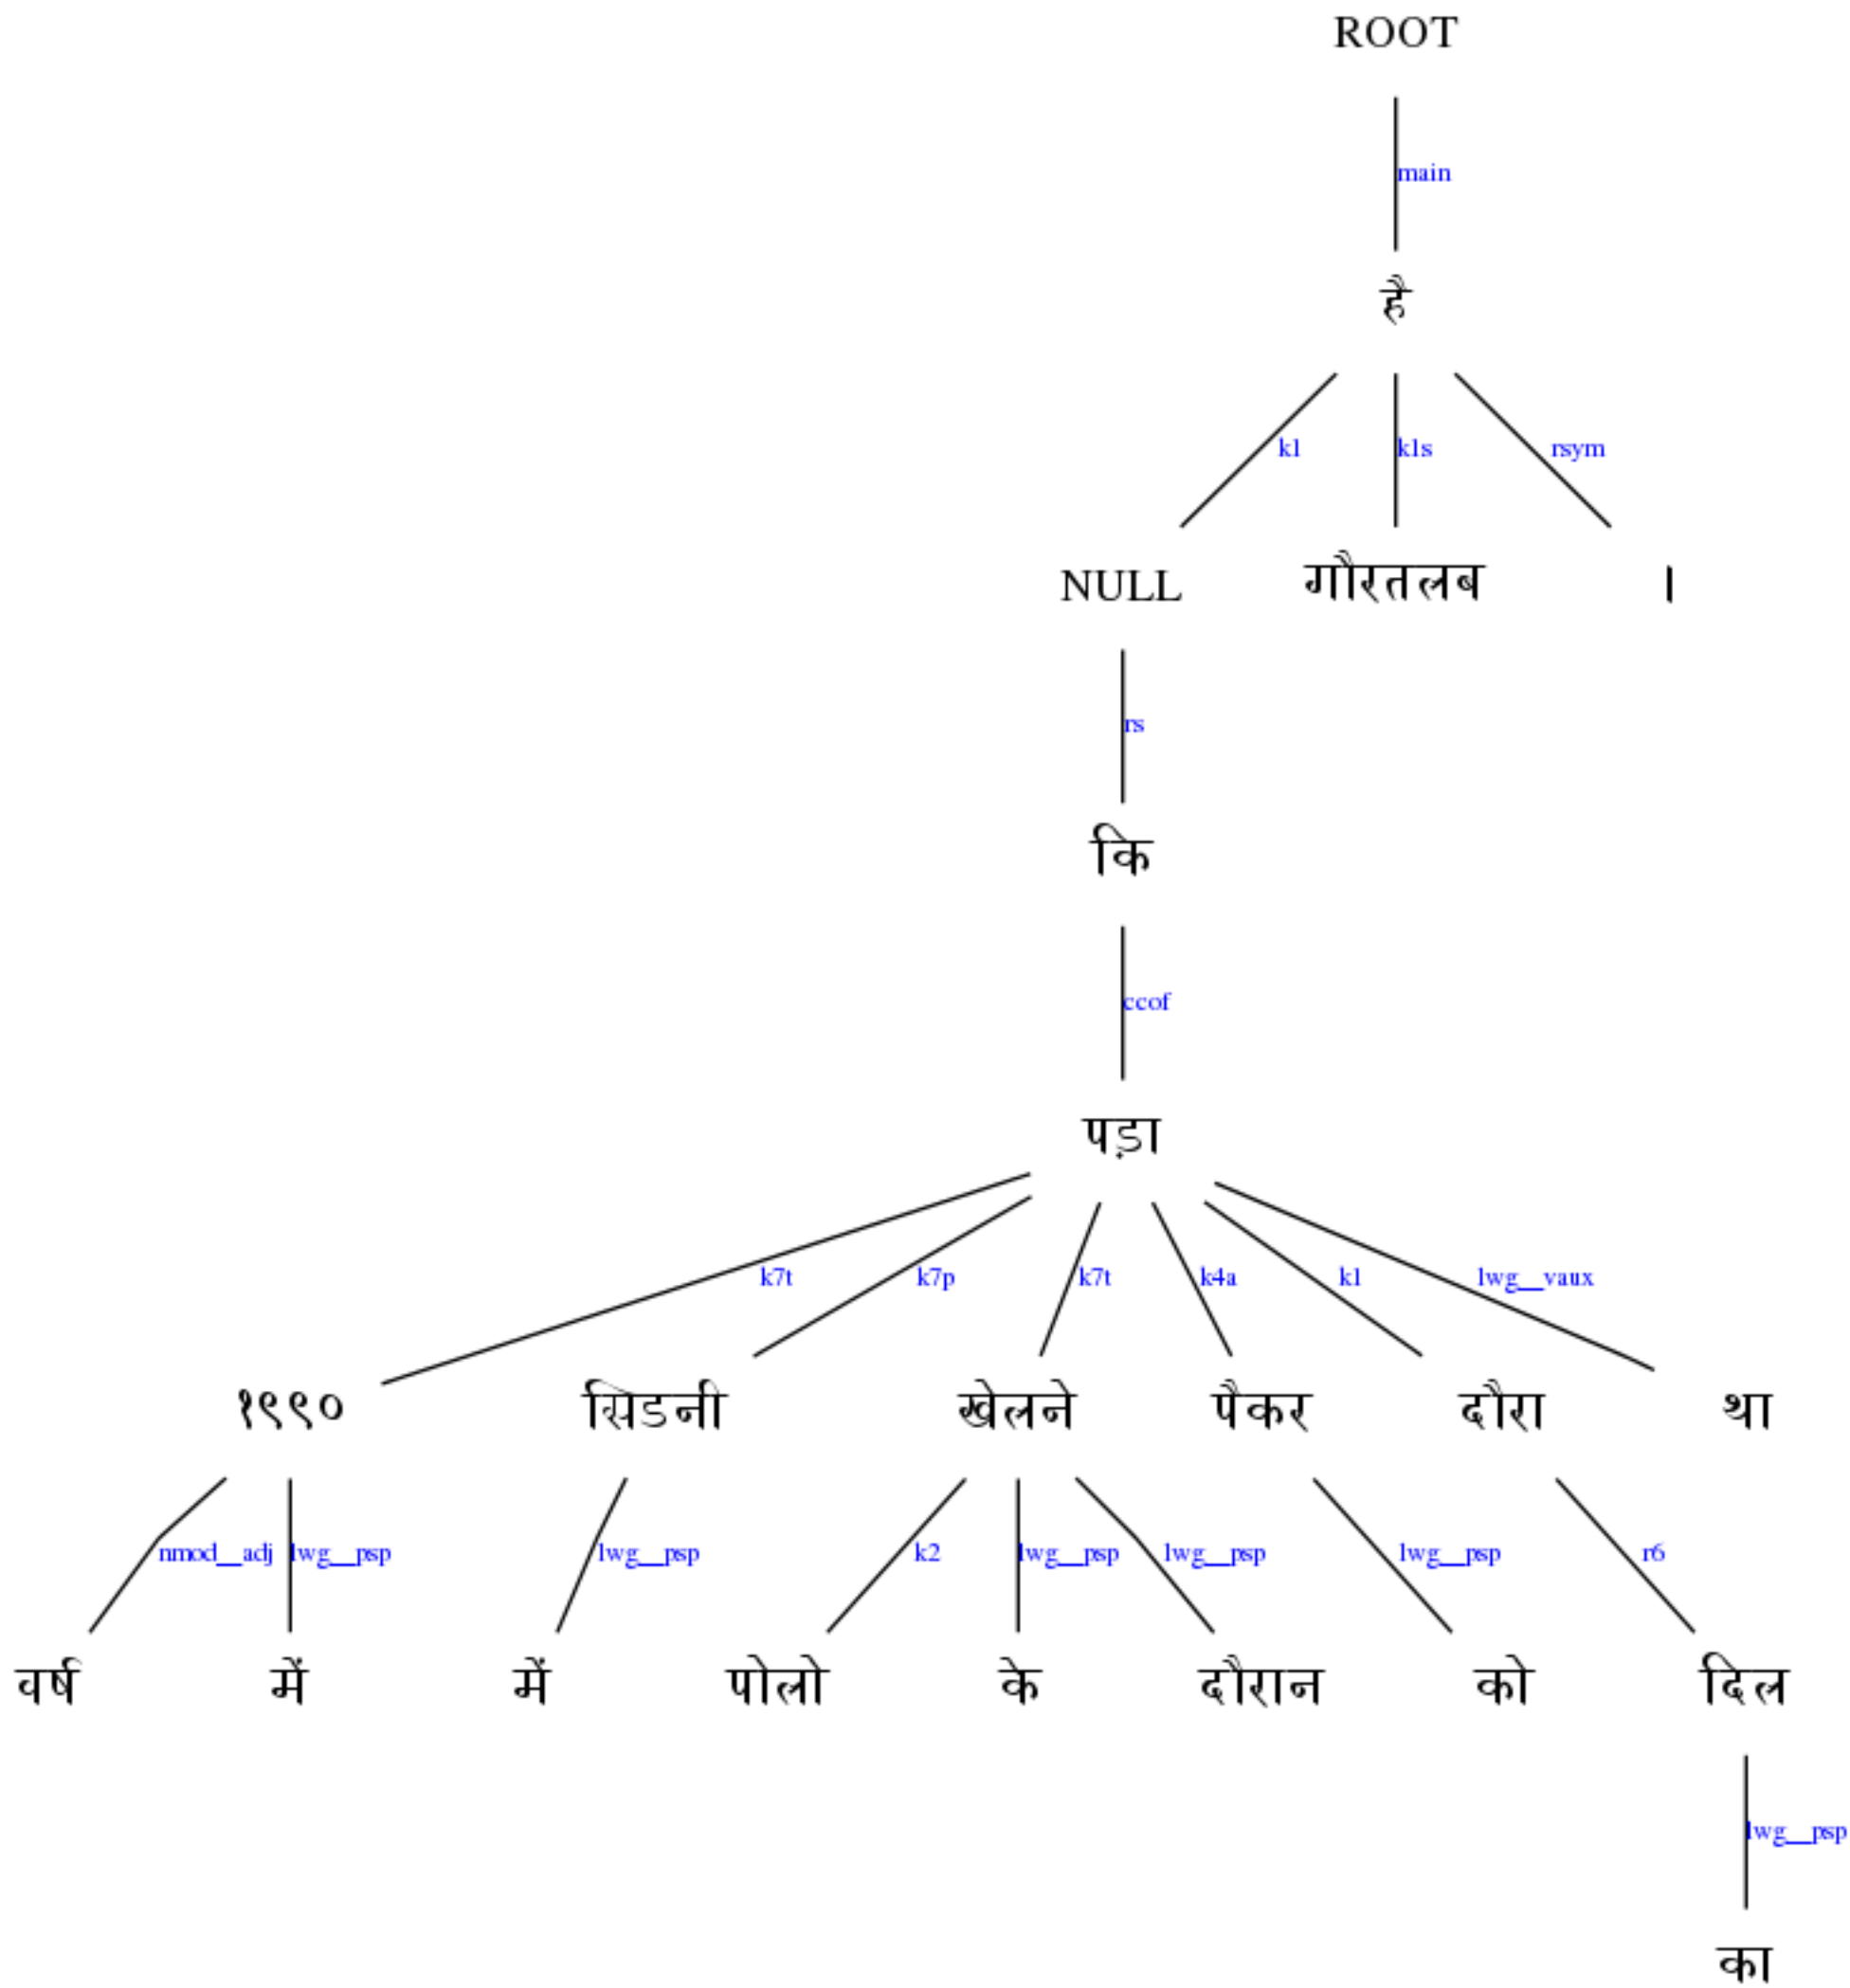 ROOT
main
है
k1 k1s rsym
NULL गौरतलब ।
rs
कि
ccof
पड़ा
k7t k7p k7t k4a k1 lwg__vaux
१९९० सिडनी खेलने पैकर दौरा था
nmod__adj lwg__psp lwg__psp k2 lwg__psp lwg__psp lwg__psp r6
वर्ष में में पोलो के दौरान को दिल
lwg__psp
का